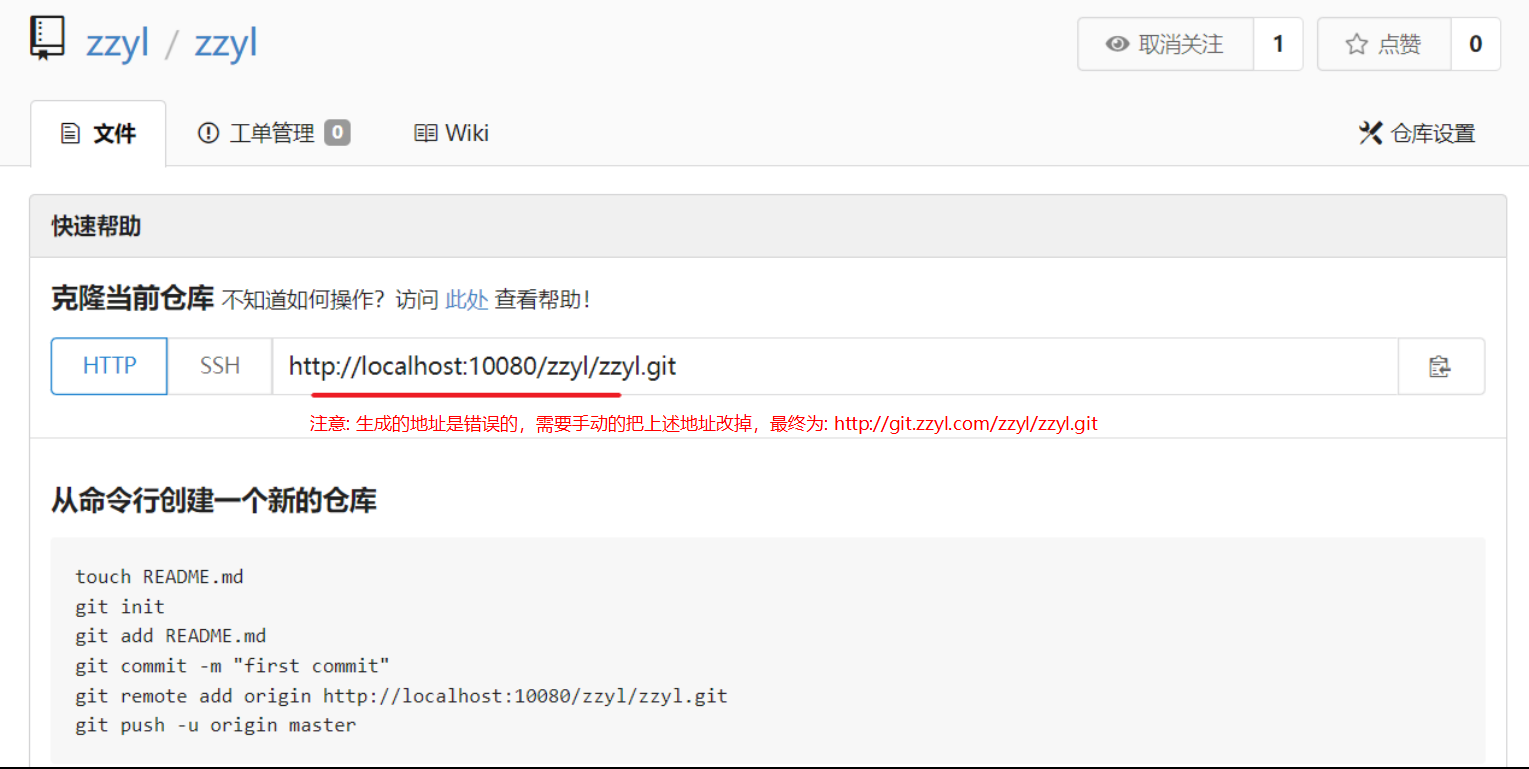 zzyl / zzyl
取消关注 1 点赞 0
文件 工单管理 0 Wiki 仓库设置
快速帮助
克隆当前仓库 不知道如何操作？访问 此处 查看帮助！
HTTP SSH http://localhost:10080/zzyl/zzyl.git
注意: 生成的地址是错误的，需要手动的把上述地址改掉，最终为: http://git.zzyl.com/zzyl/zzyl.git
从命令行创建一个新的仓库
touch README.md
git init
git add README.md
git commit -m "first commit"
git remote add origin http://localhost:10080/zzyl/zzyl.git
git push -u origin master